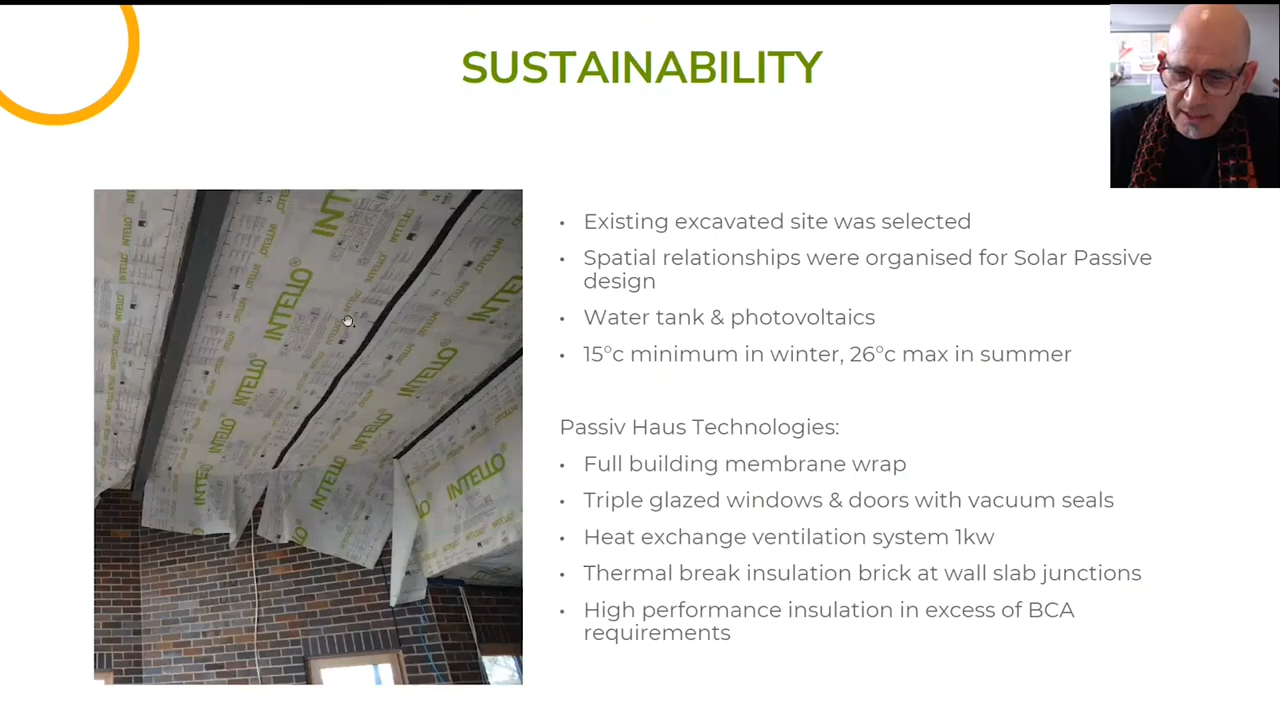 SUSTAINABILITY
INT
INTELLO®
INTELLO
INTELLO
INTELLO®
INTELLO
INTELLO®
• Existing excavated site was selected
• Spatial relationships were organised for Solar Passive
design
• Water tank & photovoltaics
• 15°c minimum in winter, 26°c max in summer
Passiv Haus Technologies:
• Full building membrane wrap
• Triple glazed windows & doors with vacuum seals
• Heat exchange ventilation system 1kw
• Thermal break insulation brick at wall slab junctions
• High performance insulation in excess of BCA
requirements